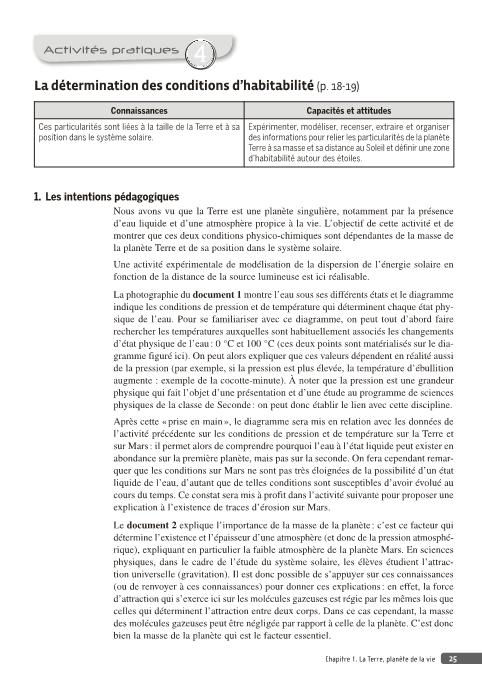 Activités pratiques 4
La détermination des conditions d'habitabilité (p. 18-19)
Connaissances
Capacités et attitudes
Ces particularités sont liées à la taille de la Terre et à sa
position dans le système solaire.
Expérimenter, modéliser, recenser, extraire et organiser
des informations pour relier les particularités de la planète
Terre à sa masse et sa distance au Soleil et définir une zone
d'habitabilité autour des étoiles.
1. Les intentions pédagogiques
Nous avons vu que la Terre est une planète singulière, notamment par la présence
d'eau liquide et d'une atmosphère propice à la vie. L'objectif de cette activité et de
montrer que ces deux conditions physico-chimiques sont dépendantes de la masse de
la planète Terre et de sa position dans le système solaire.
Une activité expérimentale de modélisation de la dispersion de l'énergie solaire en
fonction de la distance de la source lumineuse est ici réalisable.
La photographie du document 1 montre l'eau sous ses différents états et le diagramme
indique les conditions de pression et de température qui déterminent chaque état phy-
sique de l'eau. Pour se familiariser avec ce diagramme, on peut tout d'abord faire
rechercher les températures auxquelles sont habituellement associés les changements
d'état physique de l'eau : 0 °C et 100 °C (ces deux points sont matérialisés sur le dia-
gramme figuré ici). On peut alors expliquer que ces valeurs dépendent en réalité aussi
de la pression (par exemple, si la pression est plus élevée, la température d'ébullition
augmente : exemple de la cocotte-minute). À noter que la pression est une grandeur
physique qui fait l'objet d'une présentation et d'une étude au programme de sciences
physiques de la classe de Seconde : on peut donc établir le lien avec cette discipline.
Après cette « prise en main », le diagramme sera mis en relation avec les données de
l'activité précédente sur les conditions de pression et de température sur la Terre et
sur Mars : il permet alors de comprendre pourquoi l'eau à l'état liquide peut exister en
abondance sur la première planète, mais pas sur la seconde. On fera cependant remar-
quer que les conditions sur Mars ne sont pas très éloignées de la possibilité d'un état
liquide de l'eau, d'autant que de telles conditions sont susceptibles d'avoir évolué au
cours du temps. Ce constat sera mis à profit dans l'activité suivante pour proposer une
explication à l'existence de traces d'érosion sur Mars.
Le document 2 explique l'importance de la masse de la planète : c'est ce facteur qui
détermine l'existence et l'épaisseur d'une atmosphère (et donc de la pression atmosphé-
rique), expliquant en particulier la faible atmosphère de la planète Mars. En sciences
physiques, dans le cadre de l'étude du système solaire, les élèves étudient l'attrac-
tion universelle (gravitation). Il est donc possible de s'appuyer sur ces connaissances
(ou de renvoyer à ces connaissances) pour donner ces explications : en effet, la force
d'attraction qui s'exerce ici sur les molécules gazeuses est régie par les mêmes lois que
celles qui déterminent l'attraction entre deux corps. Dans ce cas cependant, la masse
des molécules gazeuses peut être négligée par rapport à celle de la planète. C'est donc
bien la masse de la planète qui est le facteur essentiel.
Chapitre 1. La Terre, planète de la vie 25